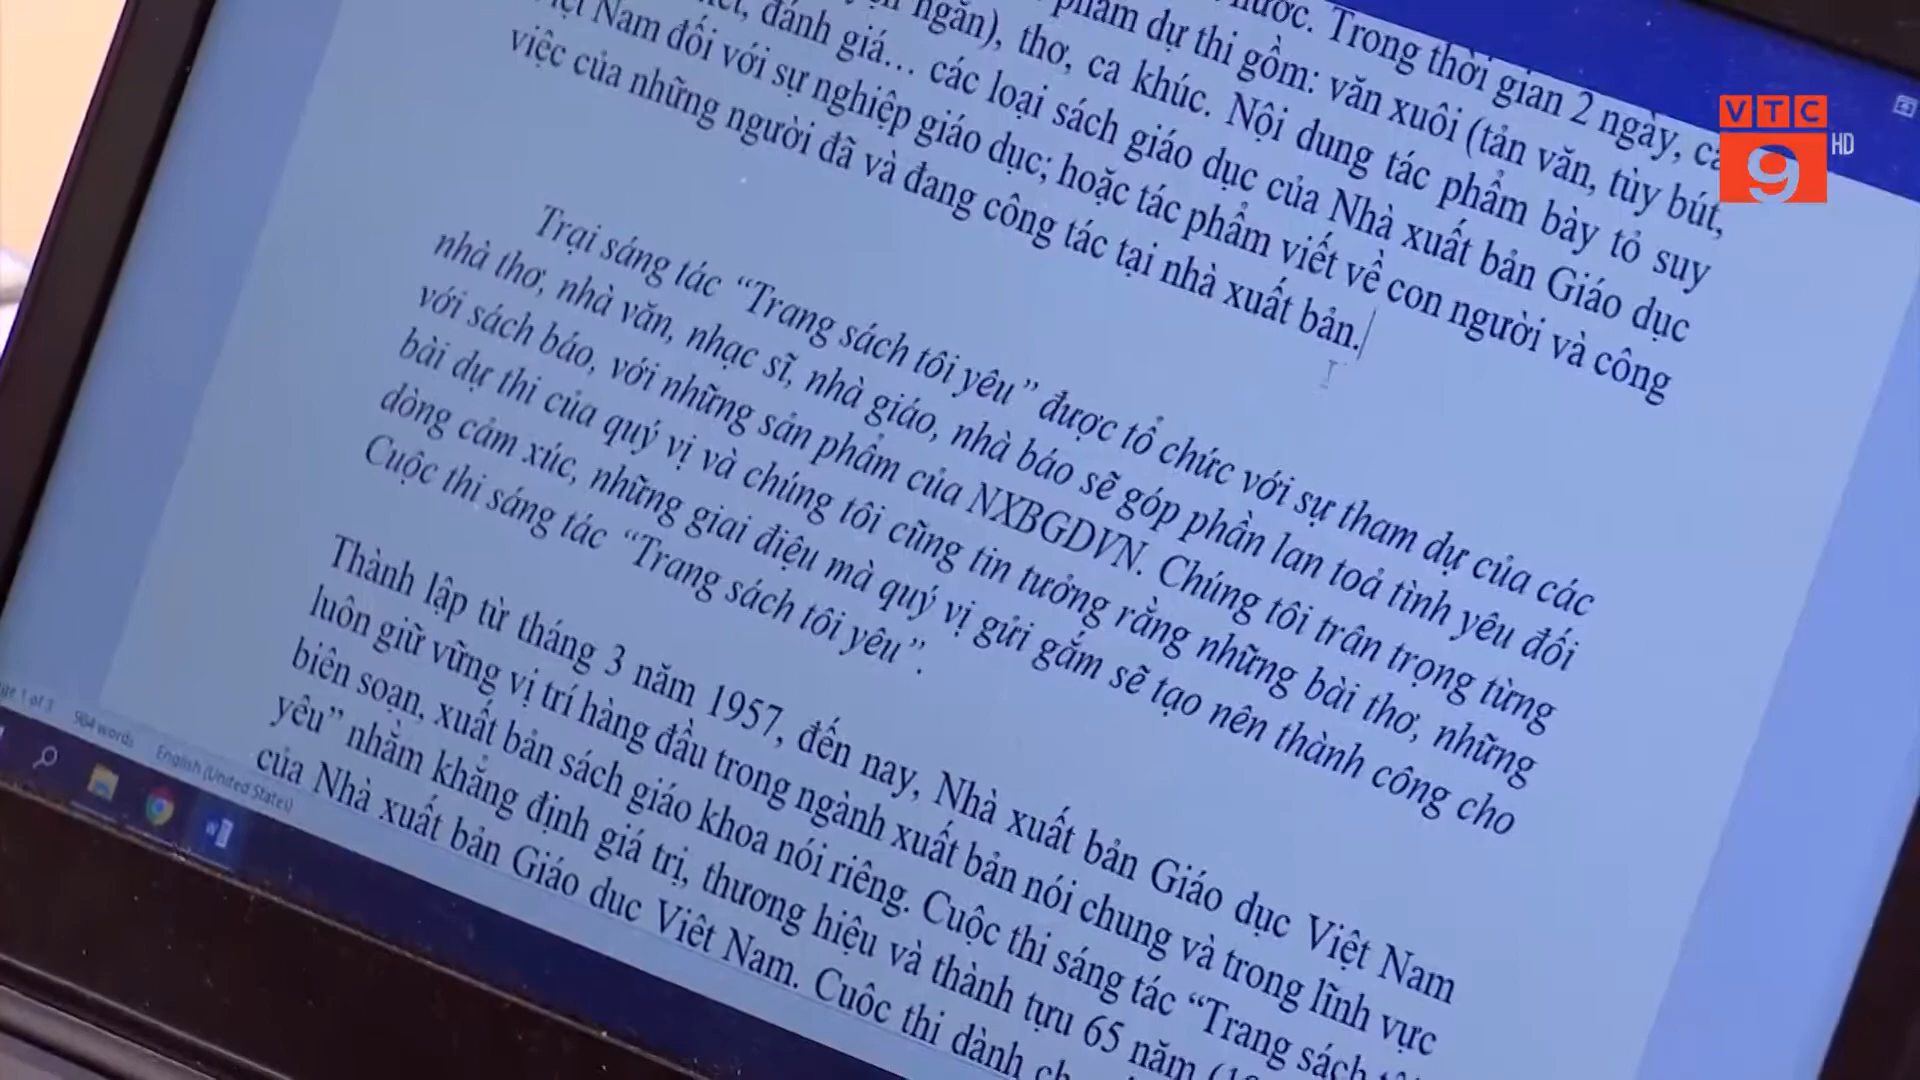 nước. Trong thời gian 2 ngày,
phẩm dự thi gồm: văn xuôi (tản văn, tùy bút,
ngắn), thơ, ca khúc. Nội dung tác phẩm bày tỏ suy
đánh giá... các loại sách giáo dục của Nhà xuất bản Giáo dục
Việt Nam đối với sự nghiệp giáo dục; hoặc tác phẩm viết về con người và công
việc của những người đã và đang công tác tại nhà xuất bản.
Trại sáng tác “Trang sách tôi yêu” được tổ chức với sự tham dự của các
nhà thơ, nhà văn, nhạc sĩ, nhà giáo, nhà báo sẽ góp phần lan toả tình yêu đối
với sách báo, với những sản phẩm của NXBGDVN. Chúng tôi trân trọng từng
bài dự thi của quý vị và chúng tôi cũng tin tưởng rằng những bài thơ, những
dòng cảm xúc, những giai điệu mà quý vị gửi gắm sẽ tạo nên thành công cho
Cuộc thi sáng tác “Trang sách tôi yêu”.
Thành lập từ tháng 3 năm 1957, đến nay, Nhà xuất bản Giáo dục Việt Nam
luôn giữ vững vị trí hàng đầu trong ngành xuất bản nói chung và trong lĩnh vực
biên soạn, xuất bản sách giáo khoa nói riêng. Cuộc thi sáng tác “Trang sách
yêu” nhằm khẳng định giá trị, thương hiệu và thành tựu 65 năm
của Nhà xuất bản Giáo dục Việt Nam. Cuộc thi dành
1 of 3 984 words English (United States)
VTC
9 HD